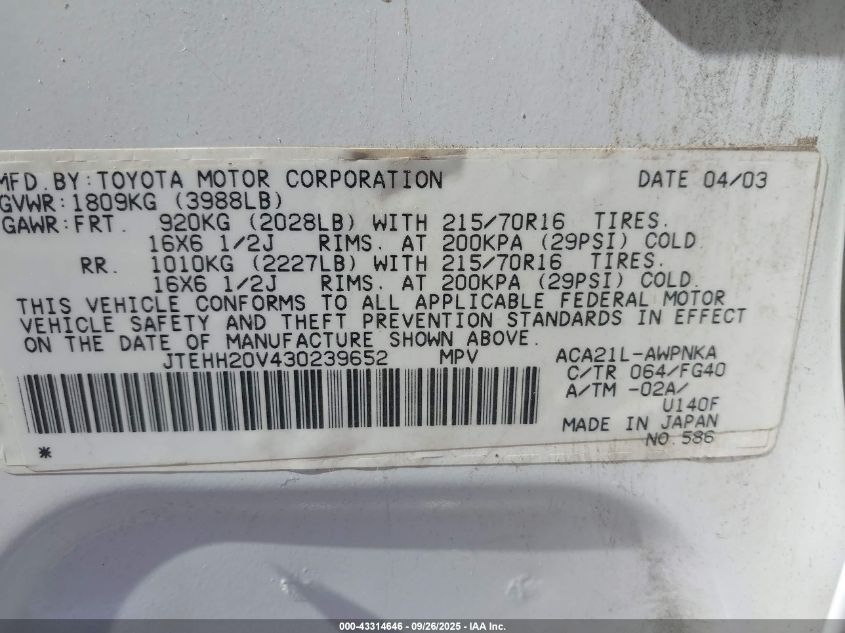 MFD. BY: TOYOTA MOTOR CORPORATION DATE 04/03
GVWR: 1809KG (3988LB)
GAWR: FRT. 920KG (2028LB) WITH 215/70R16 TIRES.
16X6 1/2J RIMS. AT 200KPA (29PSI) COLD.
RR. 1010KG (2227LB) WITH 215/70R16 TIRES.
16X6 1/2J RIMS. AT 200KPA (29PSI) COLD.
THIS VEHICLE CONFORMS TO ALL APPLICABLE FEDERAL MOTOR
VEHICLE SAFETY AND THEFT PREVENTION STANDARDS IN EFFECT
ON THE DATE OF MANUFACTURE SHOWN ABOVE.
JTEHH20V430239652 MPV ACA21L-AWPNKA
C/TR 064/FG40
A/TM -02A/
U140F
MADE IN JAPAN
NO. 586
*
000-43314646 - 09/26/2025 - IAA Inc.